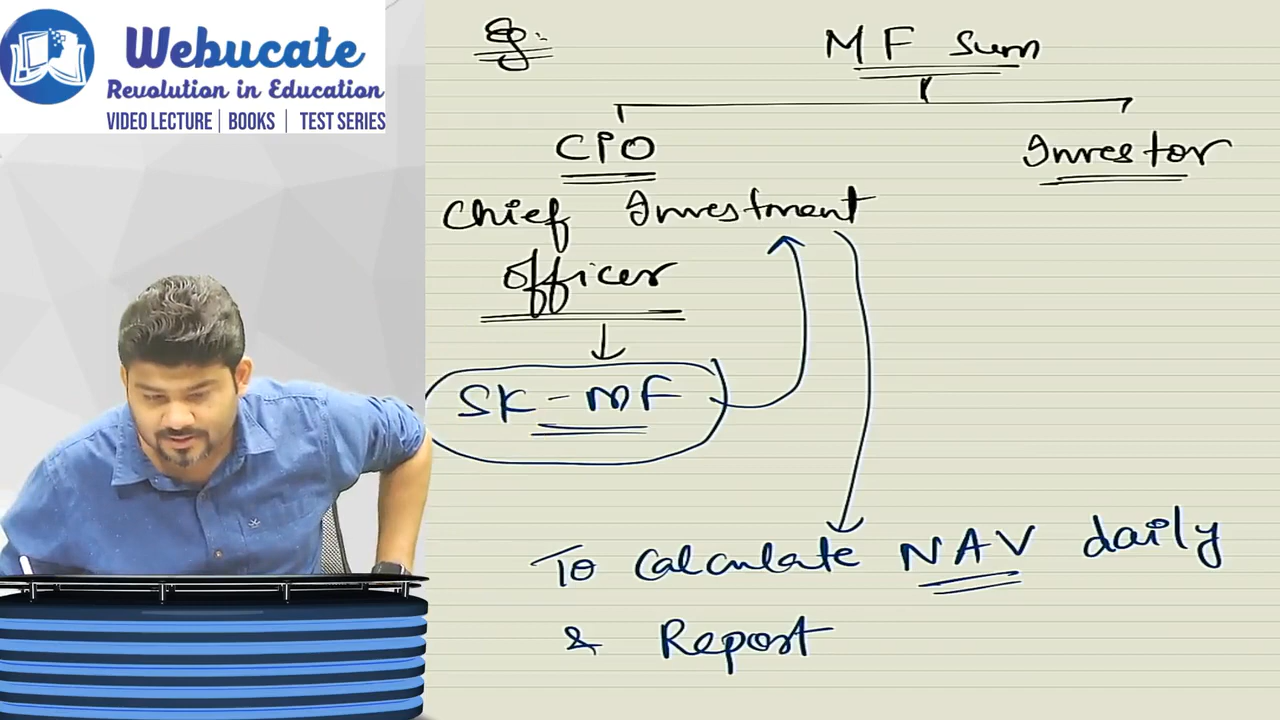 Webucate
Revolution in Education
VIDEO LECTURE | BOOKS | TEST SERIES
Eg:-
MF Sum
CIO
Investor
Chief Investment
Officer
SK-MF
To Calculate NAV daily
& Report